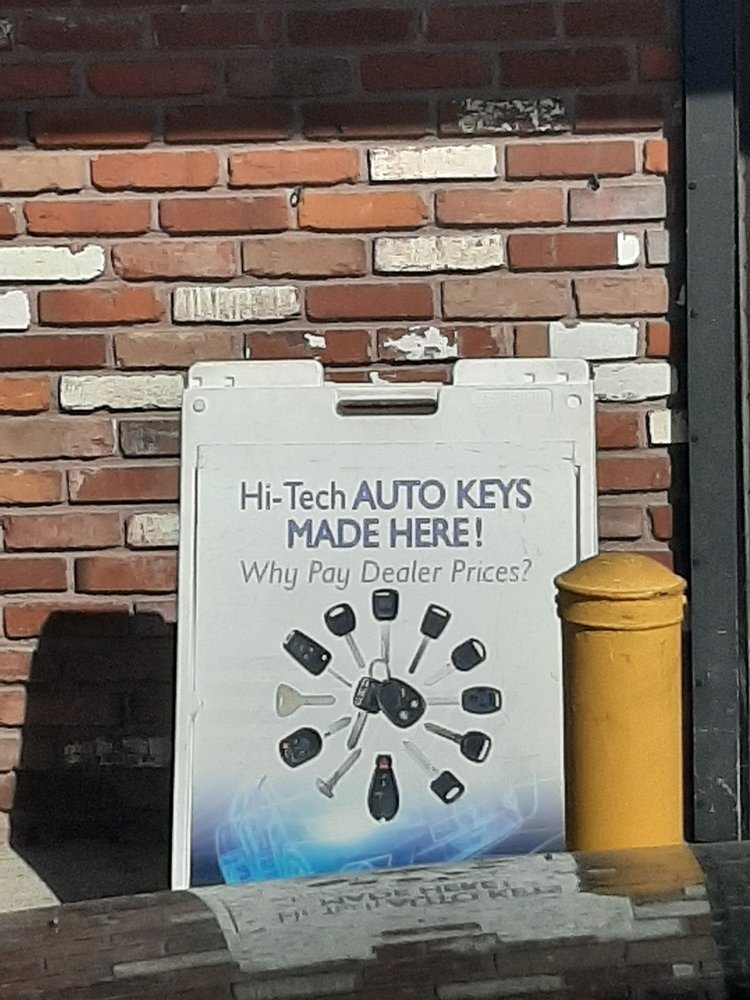 Hi-Tech AUTO KEYS
MADE HERE!
Why Pay Dealer Prices?